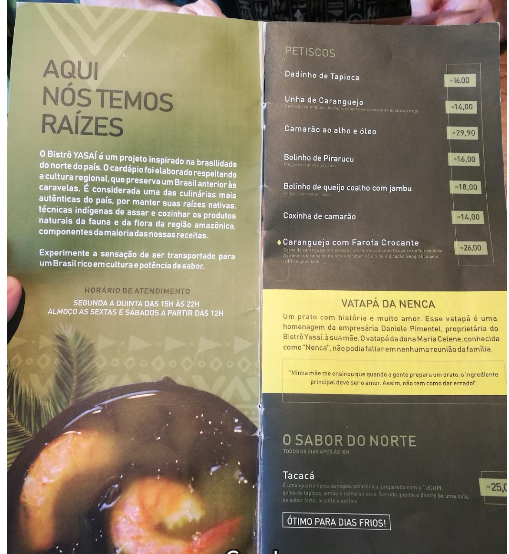 AQUI
NÓS TEMOS
RAÍZES
O Bistrô YASAÍ é um projeto inspirado na brasilidade
do norte do país. O cardápio foi elaborado respeitando
a cultura regional, que preserva um Brasil anterior às
caravelas. É considerada uma das culinárias mais
autênticas do país, por manter suas raízes nativas,
técnicas indígenas de assar e cozinhar os produtos
naturais da fauna e da flora da região amazônica,
componentes da maioria das nossas receitas.
Experimente a sensação de ser transportado para
um Brasil rico em cultura e potência de sabor.
HORÁRIO DE ATENDIMENTO
SEGUNDA A QUINTA DAS 15H ÀS 22H
ALMOÇO AS SEXTAS E SÁBADOS A PARTIR DAS 12H
PETISCOS
Dadinho de Tapioca -16,00
Unha de Caranguejo -14,00
Camarão ao alho e óleo -29,90
Bolinho de Pirarucu -16,00
Bolinho de queijo coalho com jambu -18,00
Coxinha de camarão -14,00
Caranguejo com Farofa Crocante -26,00
VATAPÁ DA NENCA
Um prato com história e muito amor. Esse vatapá é uma
homenagem da empresária Daniele Pimentel, proprietária do
Bistrô Yasaí, à sua mãe. O vatapá da dona Maria Celene, conhecida
como "Nenca", não podia faltar em nenhuma reunião da família.
"Minha mãe me ensinou que quando a gente prepara um prato, o ingrediente
principal deve ser o amor. Assim, não tem como dar errado!"
O SABOR DO NORTE
TODOS OS DIAS APÓS ÀS 16H
Tacacá -25,0
ÓTIMO PARA DIAS FRIOS!